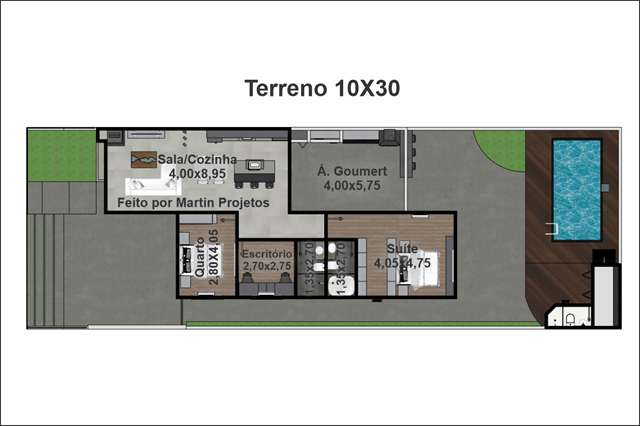 Terreno 10X30
Sala/Cozinha
4,00x8,95
Feito por Martin Projetos
Á. Goumert
4,00x5,75
Quarto
2,80X4,05
Escritório
2,70x2,75
1,35x2,70
1,35x2,70
Suíte
4,05x4,75